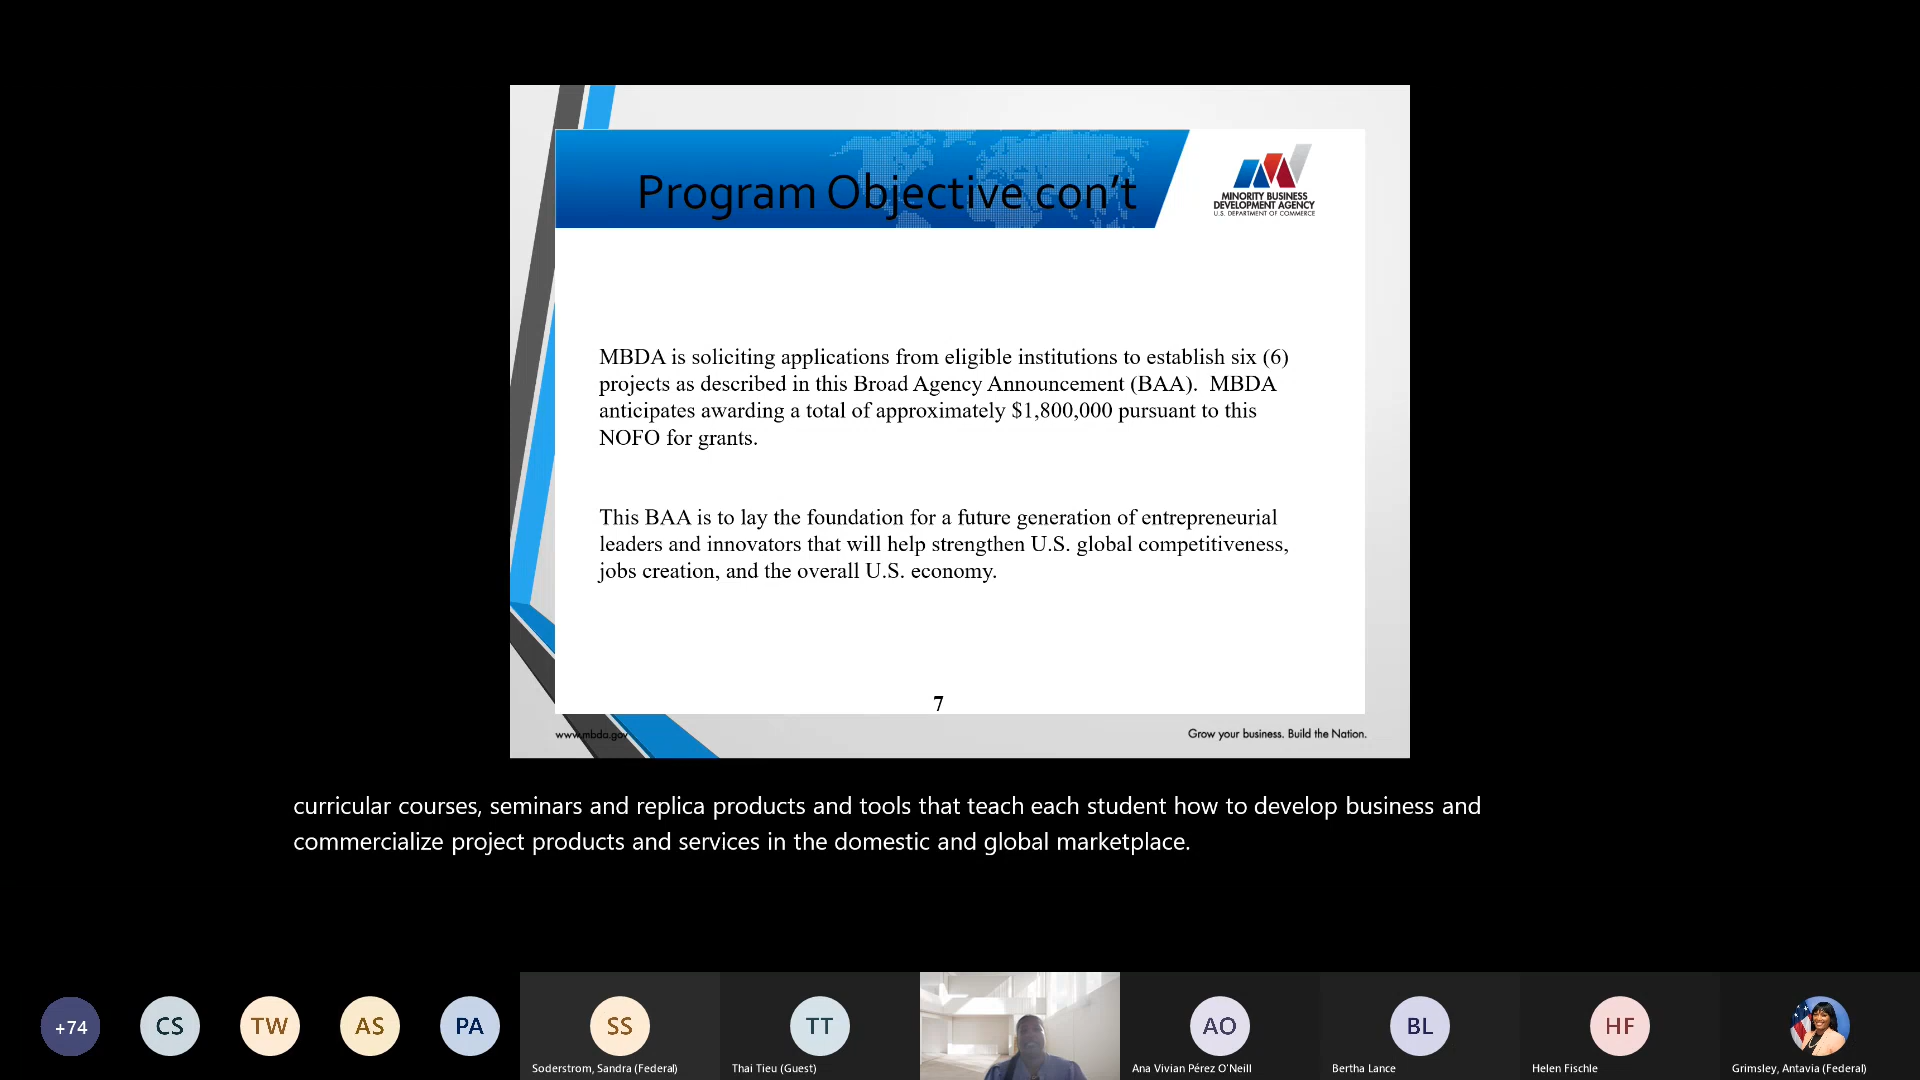 Program Objective con't
MINORITY BUSINESS
DEVELOPMENT AGENCY
U.S. DEPARTMENT OF COMMERCE
MBDA is soliciting applications from eligible institutions to establish six (6)
projects as described in this Broad Agency Announcement (BAA).  MBDA
anticipates awarding a total of approximately $1,800,000 pursuant to this
NOFO for grants.
This BAA is to lay the foundation for a future generation of entrepreneurial
leaders and innovators that will help strengthen U.S. global competitiveness,
jobs creation, and the overall U.S. economy.
7
www.mbda.gov
Grow your business. Build the Nation.
curricular courses, seminars and replica products and tools that teach each student how to develop business and
commercialize project products and services in the domestic and global marketplace.
+74
CS
TW
AS
PA
SS
Soderstrom, Sandra (Federal)
TT
Thai Tieu (Guest)
AO
Ana Vivian Pérez O'Neill
BL
Bertha Lance
HF
Helen Fischle
Grimsley, Antavia (Federal)